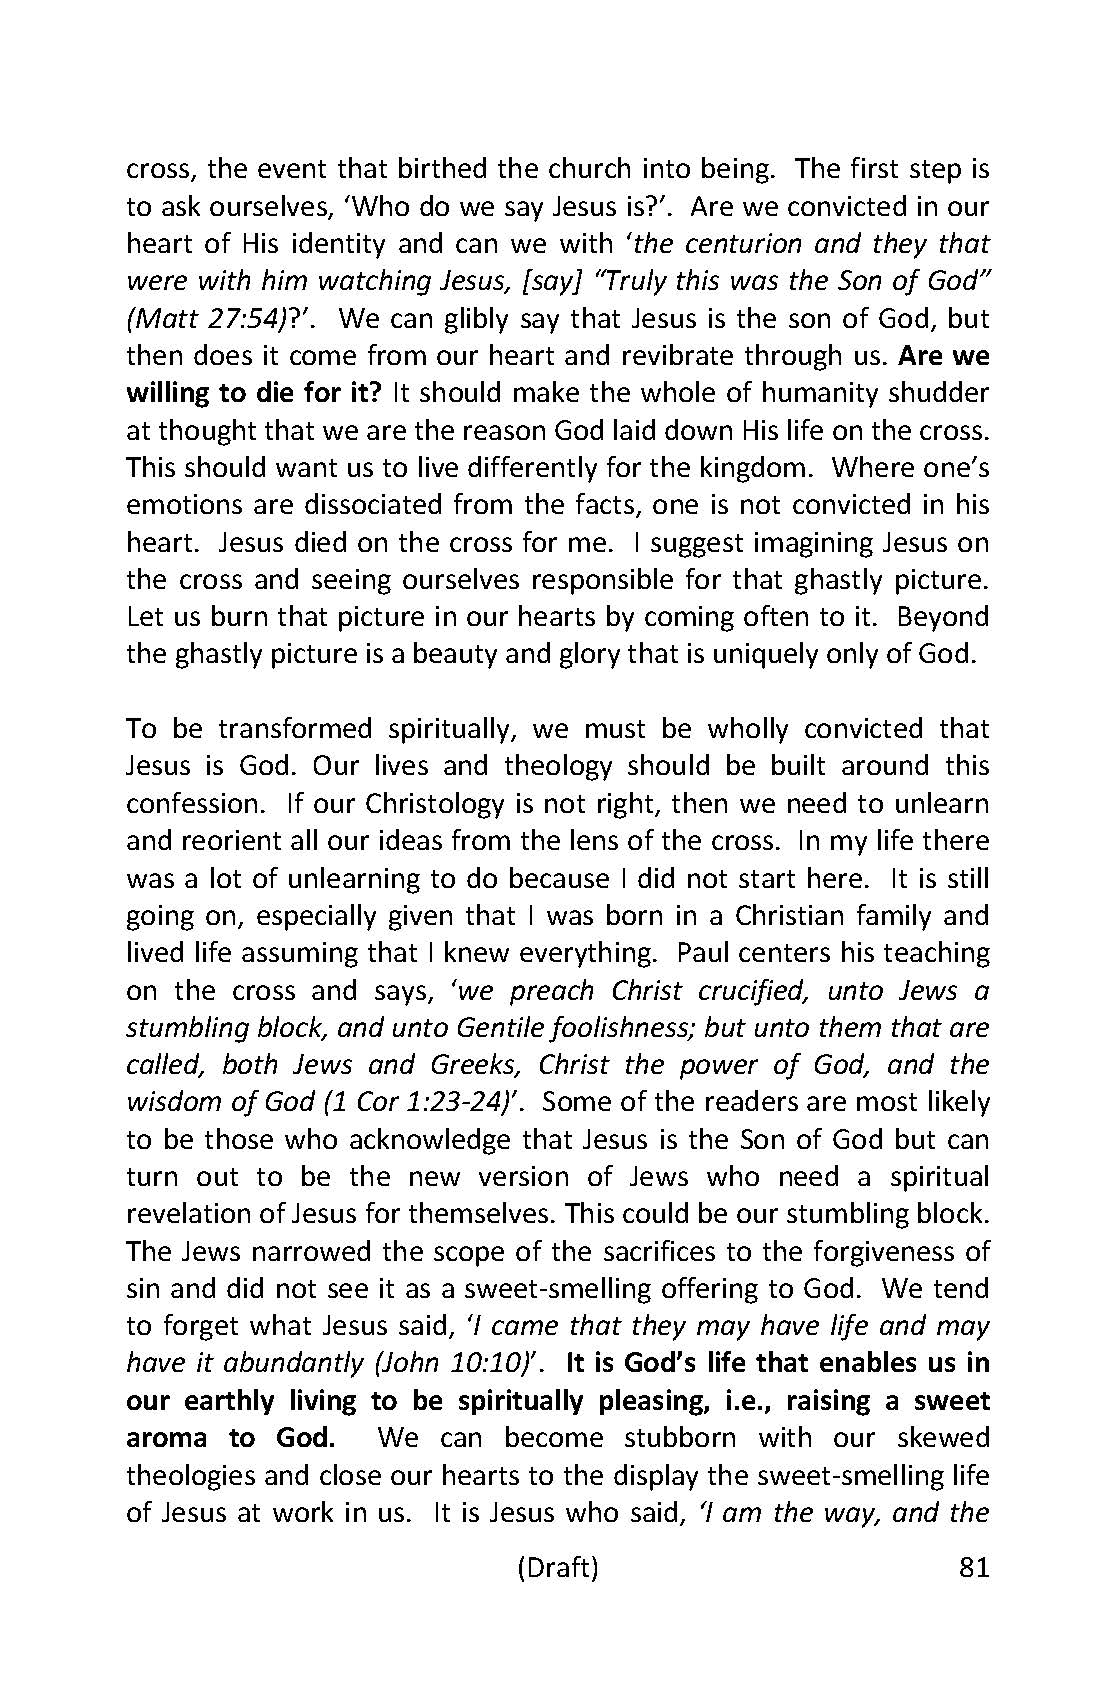 cross, the event that birthed the church into being.  The first step is
to ask ourselves, ‘Who do we say Jesus is?’.  Are we convicted in our
heart of His identity and can we with ‘the centurion and they that
were with him watching Jesus, [say] “Truly this was the Son of God”
(Matt 27:54)?’.  We can glibly say that Jesus is the son of God, but
then does it come from our heart and revibrate through us. Are we
willing to die for it? It should make the whole of humanity shudder
at thought that we are the reason God laid down His life on the cross.
This should want us to live differently for the kingdom.  Where one’s
emotions are dissociated from the facts, one is not convicted in his
heart.  Jesus died on the cross for me.  I suggest imagining Jesus on
the cross and seeing ourselves responsible for that ghastly picture.
Let us burn that picture in our hearts by coming often to it.  Beyond
the ghastly picture is a beauty and glory that is uniquely only of God.

To be transformed spiritually, we must be wholly convicted that
Jesus is God. Our lives and theology should be built around this
confession.  If our Christology is not right, then we need to unlearn
and reorient all our ideas from the lens of the cross.  In my life there
was a lot of unlearning to do because I did not start here.  It is still
going on, especially given that I was born in a Christian family and
lived life assuming that I knew everything.  Paul centers his teaching
on the cross and says, ‘we preach Christ crucified, unto Jews a
stumbling block, and unto Gentile foolishness; but unto them that are
called, both Jews and Greeks, Christ the power of God, and the
wisdom of God (1 Cor 1:23-24)’.  Some of the readers are most likely
to be those who acknowledge that Jesus is the Son of God but can
turn out to be the new version of Jews who need a spiritual
revelation of Jesus for themselves. This could be our stumbling block.
The Jews narrowed the scope of the sacrifices to the forgiveness of
sin and did not see it as a sweet-smelling offering to God.  We tend
to forget what Jesus said, ‘I came that they may have life and may
have it abundantly (John 10:10)’.  It is God’s life that enables us in
our earthly living to be spiritually pleasing, i.e., raising a sweet
aroma to God.  We can become stubborn with our skewed
theologies and close our hearts to the display the sweet-smelling life
of Jesus at work in us.  It is Jesus who said, ‘I am the way, and the
(Draft) 81